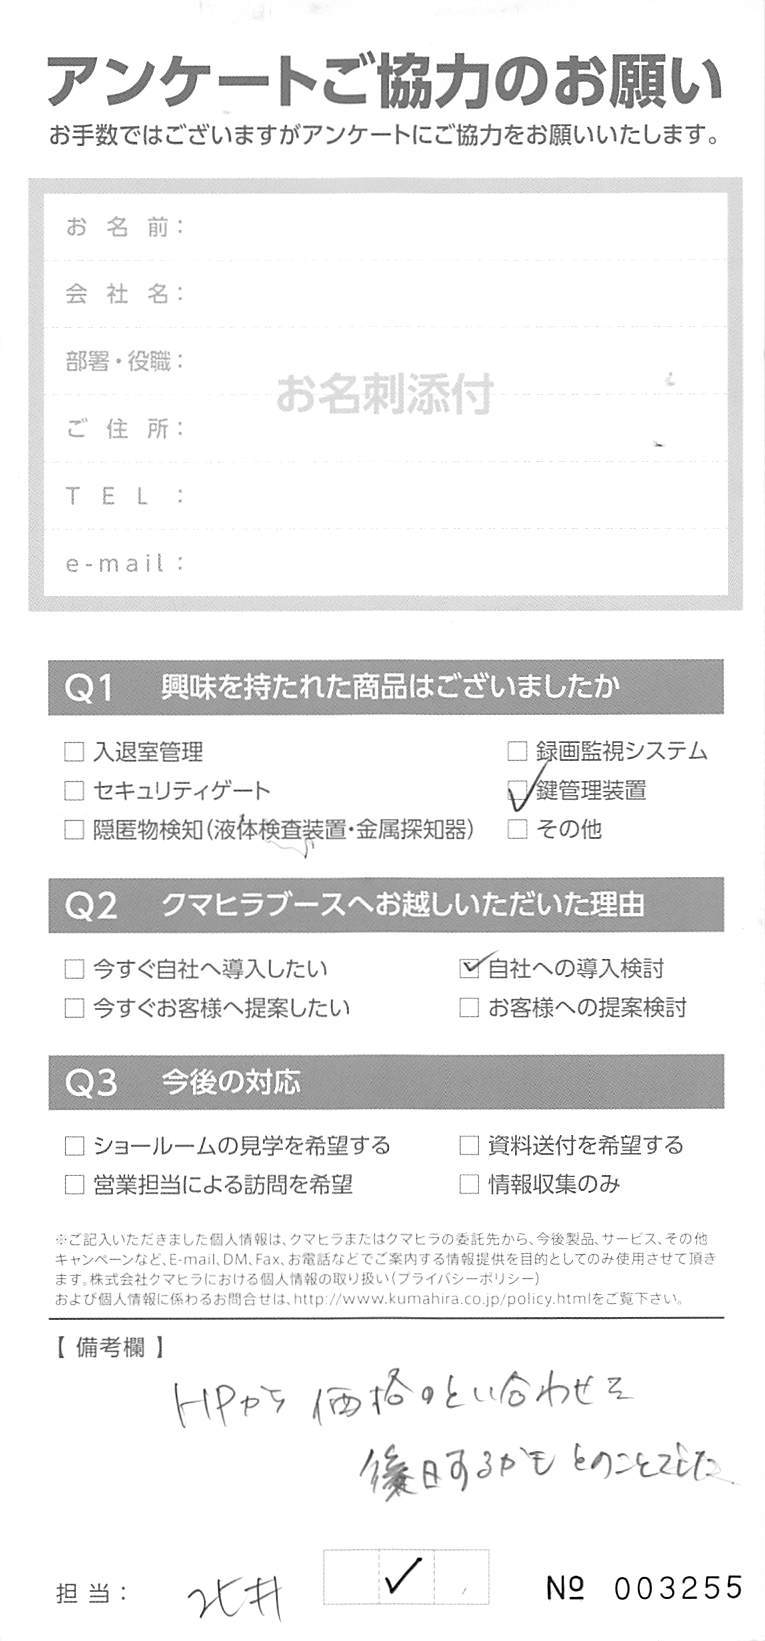 アンケートご協力のお願い
お手数ではございますがアンケートにご協力をお願いいたします。
お名前：
会社名：
部署・役職：
お名刺添付
ご住所：
TEL：
e-mail：
Q1 興味を持たれた商品はございましたか
□ 入退室管理 □ 録画監視システム
□ セキュリティゲート ☑ 鍵管理装置
□ 隠匿物検知(液体検査装置・金属探知器) □ その他
Q2 クマヒラブースへお越しいただいた理由
□ 今すぐ自社へ導入したい ☑ 自社への導入検討
□ 今すぐお客様へ提案したい □ お客様への提案検討
Q3 今後の対応
□ ショールームの見学を希望する □ 資料送付を希望する
□ 営業担当による訪問を希望 □ 情報収集のみ
※ご記入いただきました個人情報は、クマヒラまたはクマヒラの委託先から、今後製品、サービス、その他
キャンペーンなど、E-mail、DM、Fax、お電話などでご案内する情報提供を目的としてのみ使用させて頂き
ます。株式会社クマヒラにおける個人情報の取り扱い(プライバシーポリシー)
および個人情報に係わるお問合せは、http://www.kumahira.co.jp/policy.htmlをご覧下さい。
【 備考欄 】
HPから 価格のとい合わせを
後日するかも とのことでした
担当： 北井 ✓ № 003255